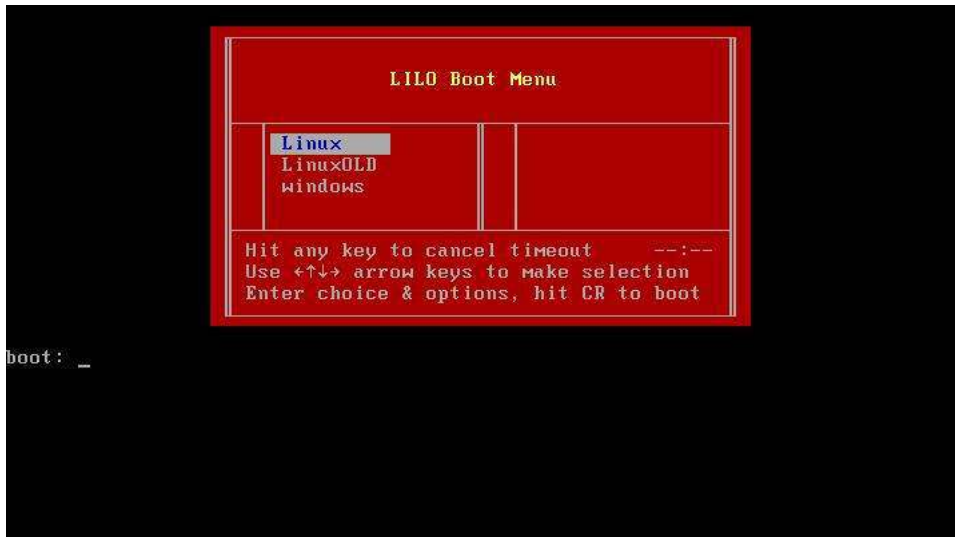 LILO Boot Menu
Linux
LinuxOLD
windows
Hit any key to cancel timeout --:--
Use ←↑↓→ arrow keys to make selection
Enter choice & options, hit CR to boot
boot: _